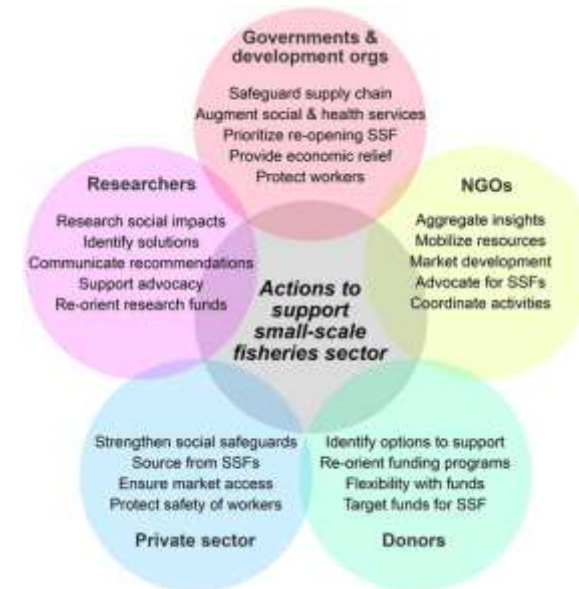 Governments &
development orgs
Safeguard supply chain
Augment social & health services
Prioritize re-opening SSF
Provide economic relief
Protect workers
Researchers
Research social impacts
Identify solutions
Communicate recommendations
Support advocacy
Re-orient research funds
NGOs
Aggregate insights
Mobilize resources
Market development
Advocate for SSFs
Coordinate activities
Actions to
support
small-scale
fisheries sector
Strengthen social safeguards
Source from SSFs
Ensure market access
Protect safety of workers
Private sector
Identify options to support
Re-orient funding programs
Flexibility with funds
Target funds for SSF
Donors